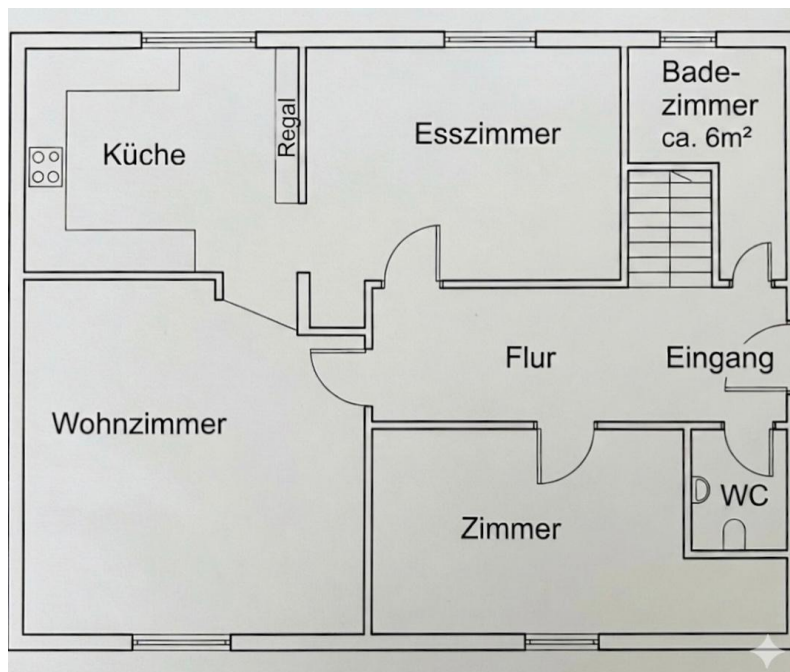 Küche
Regal
Esszimmer
Bade-
zimmer
ca. 6m²
Flur
Eingang
Wohnzimmer
Zimmer
WC